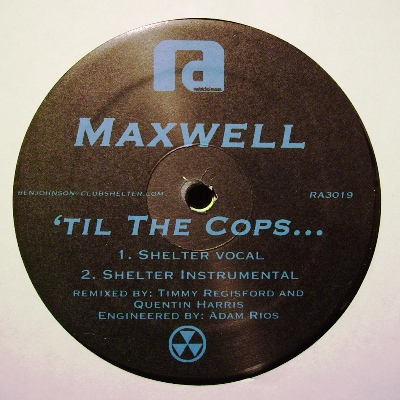 ra
MAXWELL
BENJOHNSON@CLUBSHELTER.COM
RA3019
'TIL THE COPS...
1. SHELTER VOCAL
2. SHELTER INSTRUMENTAL
REMIXED BY: TIMMY REGISFORD AND
QUENTIN HARRIS
ENGINEERED BY: ADAM RIOS